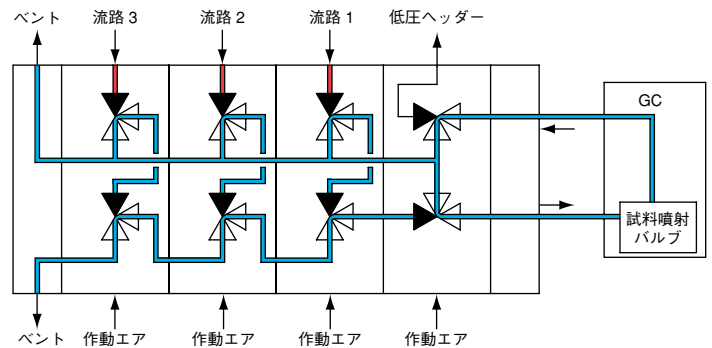 ベント
流路 3
流路 2
流路 1
低圧ヘッダー
GC
試料噴射
バルブ
ベント
作動エア
作動エア
作動エア
作動エア